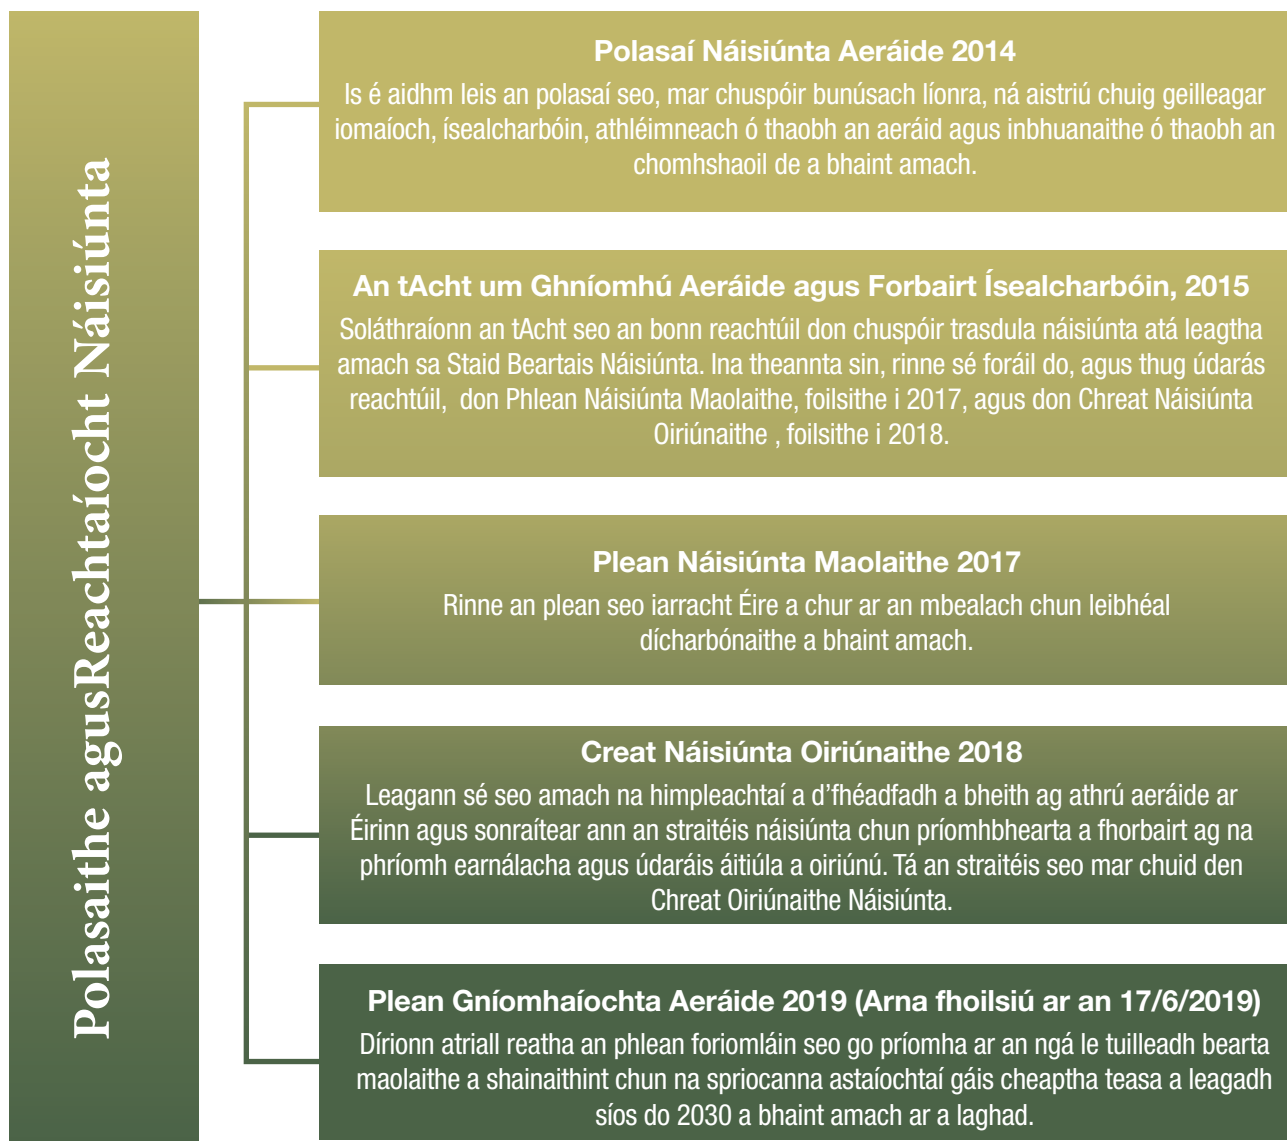 Polasaithe agusReachtaíocht Náisiúnta
Polasaí Náisiúnta Aeráide 2014
Is é aidhm leis an polasaí seo, mar chuspóir bunúsach líonra, ná aistriú chuig geilleagar
iomaíoch, ísealcharbóin, athléimneach ó thaobh an aeráid agus inbhuanaithe ó thaobh an
chomhshaoil de a bhaint amach.
An tAcht um Ghníomhú Aeráide agus Forbairt Ísealcharbóin, 2015
Soláthraíonn an tAcht seo an bonn reachtúil don chuspóir trasdula náisiúnta atá leagtha
amach sa Staid Beartais Náisiúnta. Ina theannta sin, rinne sé foráil do, agus thug údarás
reachtúil, don Phlean Náisiúnta Maolaithe, foilsithe i 2017, agus don Chreat Náisiúnta
Oiriúnaithe , foilsithe i 2018.
Plean Náisiúnta Maolaithe 2017
Rinne an plean seo iarracht Éire a chur ar an mbealach chun leibhéal
dícharbónaithe a bhaint amach.
Creat Náisiúnta Oiriúnaithe 2018
Leagann sé seo amach na himpleachtaí a d'fhéadfadh a bheith ag athrú aeráide ar
Éirinn agus sonraítear ann an straitéis náisiúnta chun príomhbhearta a fhorbairt ag na
phríomh earnálacha agus údaráis áitiúla a oiriúnú. Tá an straitéis seo mar chuid den
Chreat Oiriúnaithe Náisiúnta.
Plean Gníomhaíochta Aeráide 2019 (Arna fhoilsiú ar an 17/6/2019)
Díríonn atriall reatha an phlean foriomláin seo go príomha ar an ngá le tuilleadh bearta
maolaithe a shainaithint chun na spriocanna astaíochtaí gáis cheaptha teasa a leagadh
síos do 2030 a bhaint amach ar a laghad.